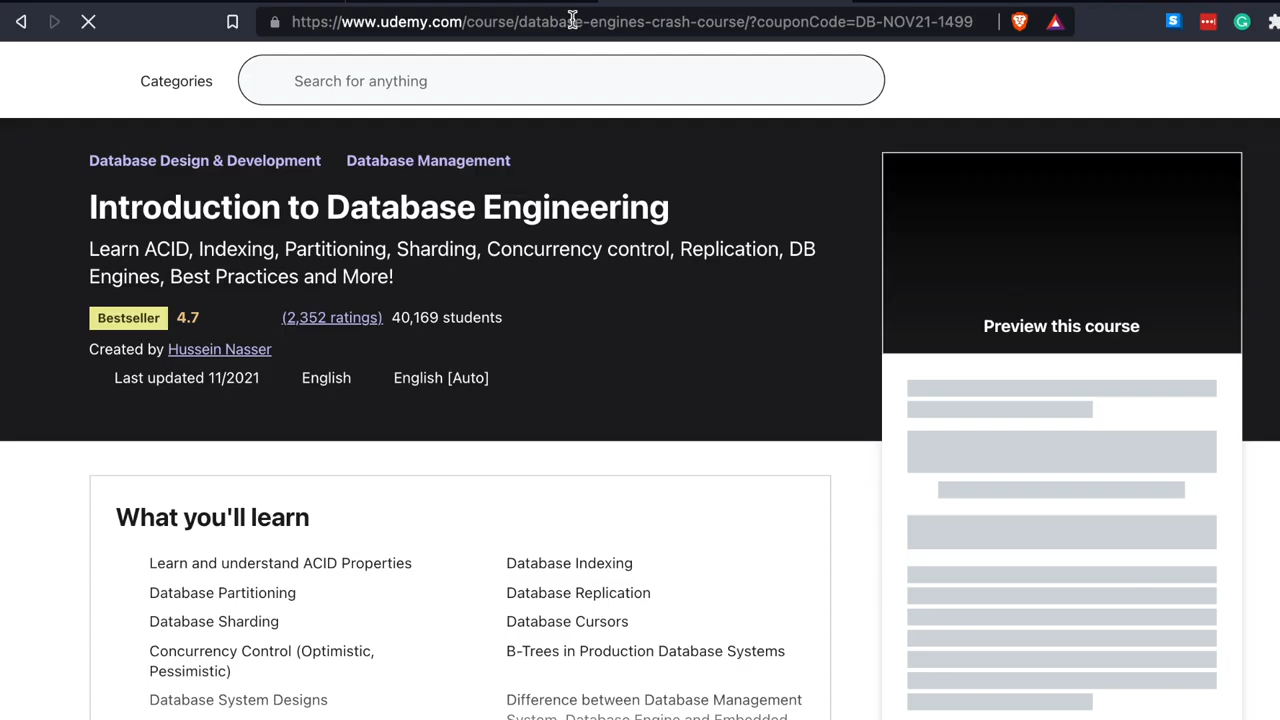 https://www.udemy.com/course/database-engines-crash-course/?couponCode=DB-NOV21-1499
S
Categories
Search for anything
Database Design & Development
Database Management
Introduction to Database Engineering
Learn ACID, Indexing, Partitioning, Sharding, Concurrency control, Replication, DB
Engines, Best Practices and More!
Bestseller 4.7 (2,352 ratings) 40,169 students
Created by Hussein Nasser
Last updated 11/2021 English English [Auto]
Preview this course
What you'll learn
Learn and understand ACID Properties
Database Indexing
Database Partitioning
Database Replication
Database Sharding
Database Cursors
Concurrency Control (Optimistic,
Pessimistic)
B-Trees in Production Database Systems
Database System Designs
Difference between Database Management
System, Database Engine and Embedded